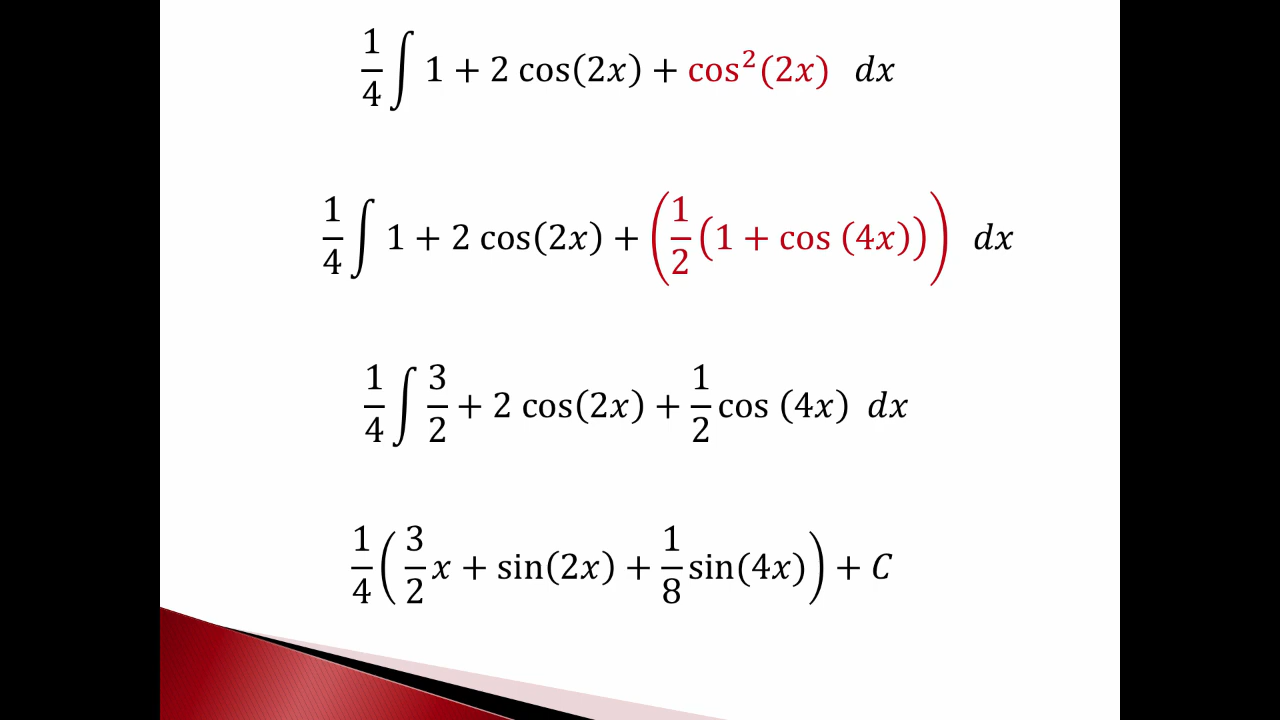 1/4 ∫ 1 + 2 cos(2x) + cos²(2x) dx
1/4 ∫ 1 + 2 cos(2x) + (1/2 (1 + cos (4x))) dx
1/4 ∫ 3/2 + 2 cos(2x) + 1/2 cos (4x) dx
1/4 (3/2 x + sin(2x) + 1/8 sin(4x)) + C